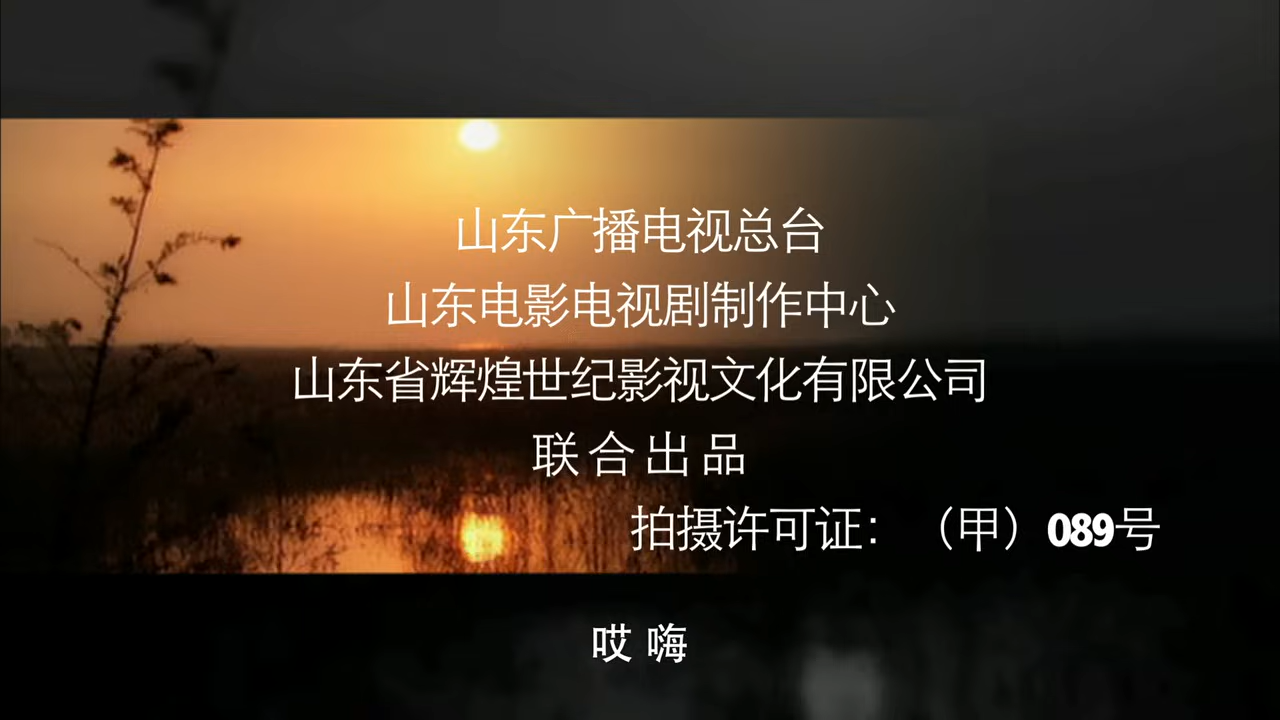 山东广播电视总台
山东电影电视剧制作中心
山东省辉煌世纪影视文化有限公司
联合出品
拍摄许可证：（甲）089号
哎 嗨